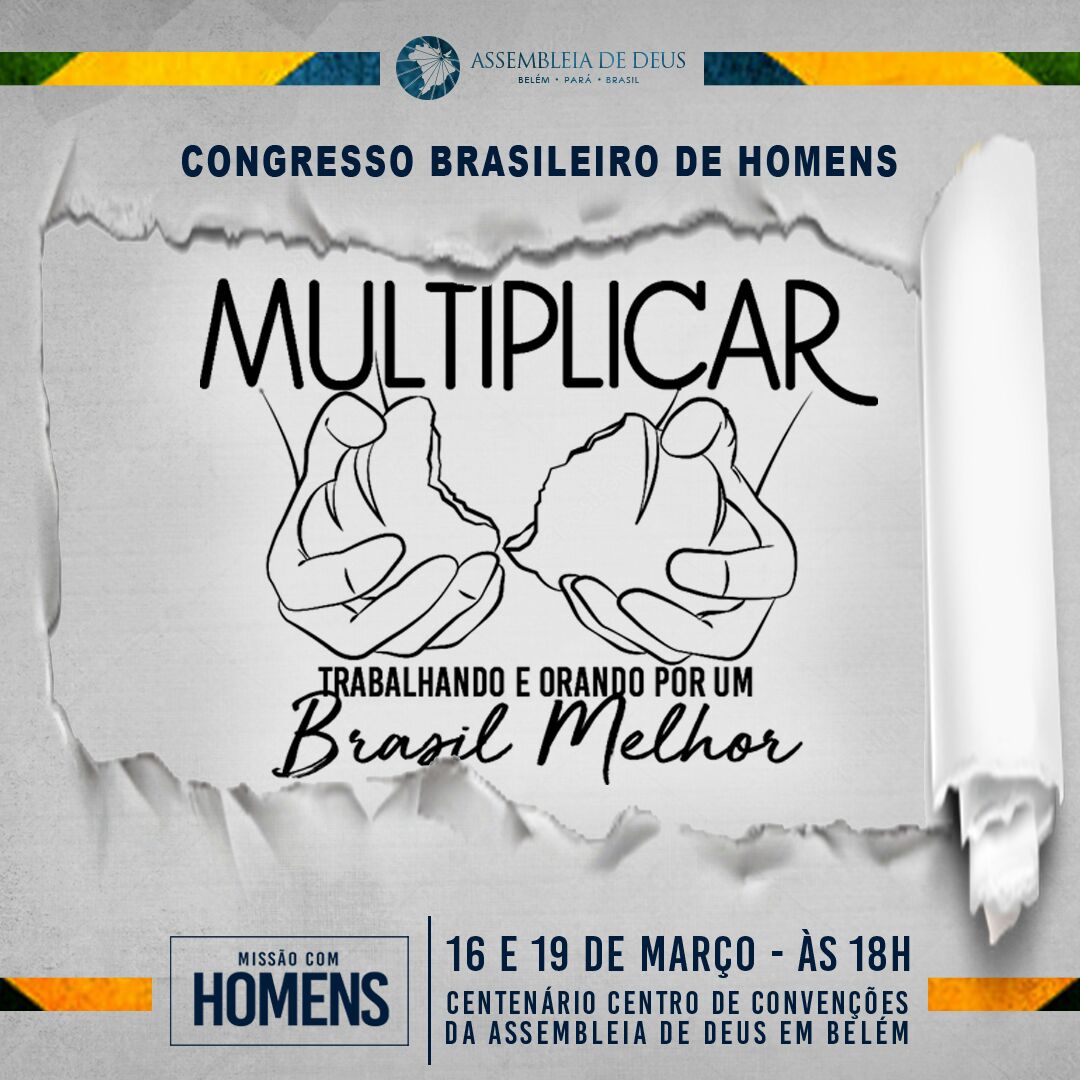 ASSEMBLEIA DE DEUS
BELÉM • PARÁ • BRASIL
CONGRESSO BRASILEIRO DE HOMENS
MULTIPLICAR
TRABALHANDO E ORANDO POR UM
Brasil Melhor
MISSÃO COM
HOMENS
16 E 19 DE MARÇO - ÀS 18H
CENTENÁRIO CENTRO DE CONVENÇÕES
DA ASSEMBLEIA DE DEUS EM BELÉM